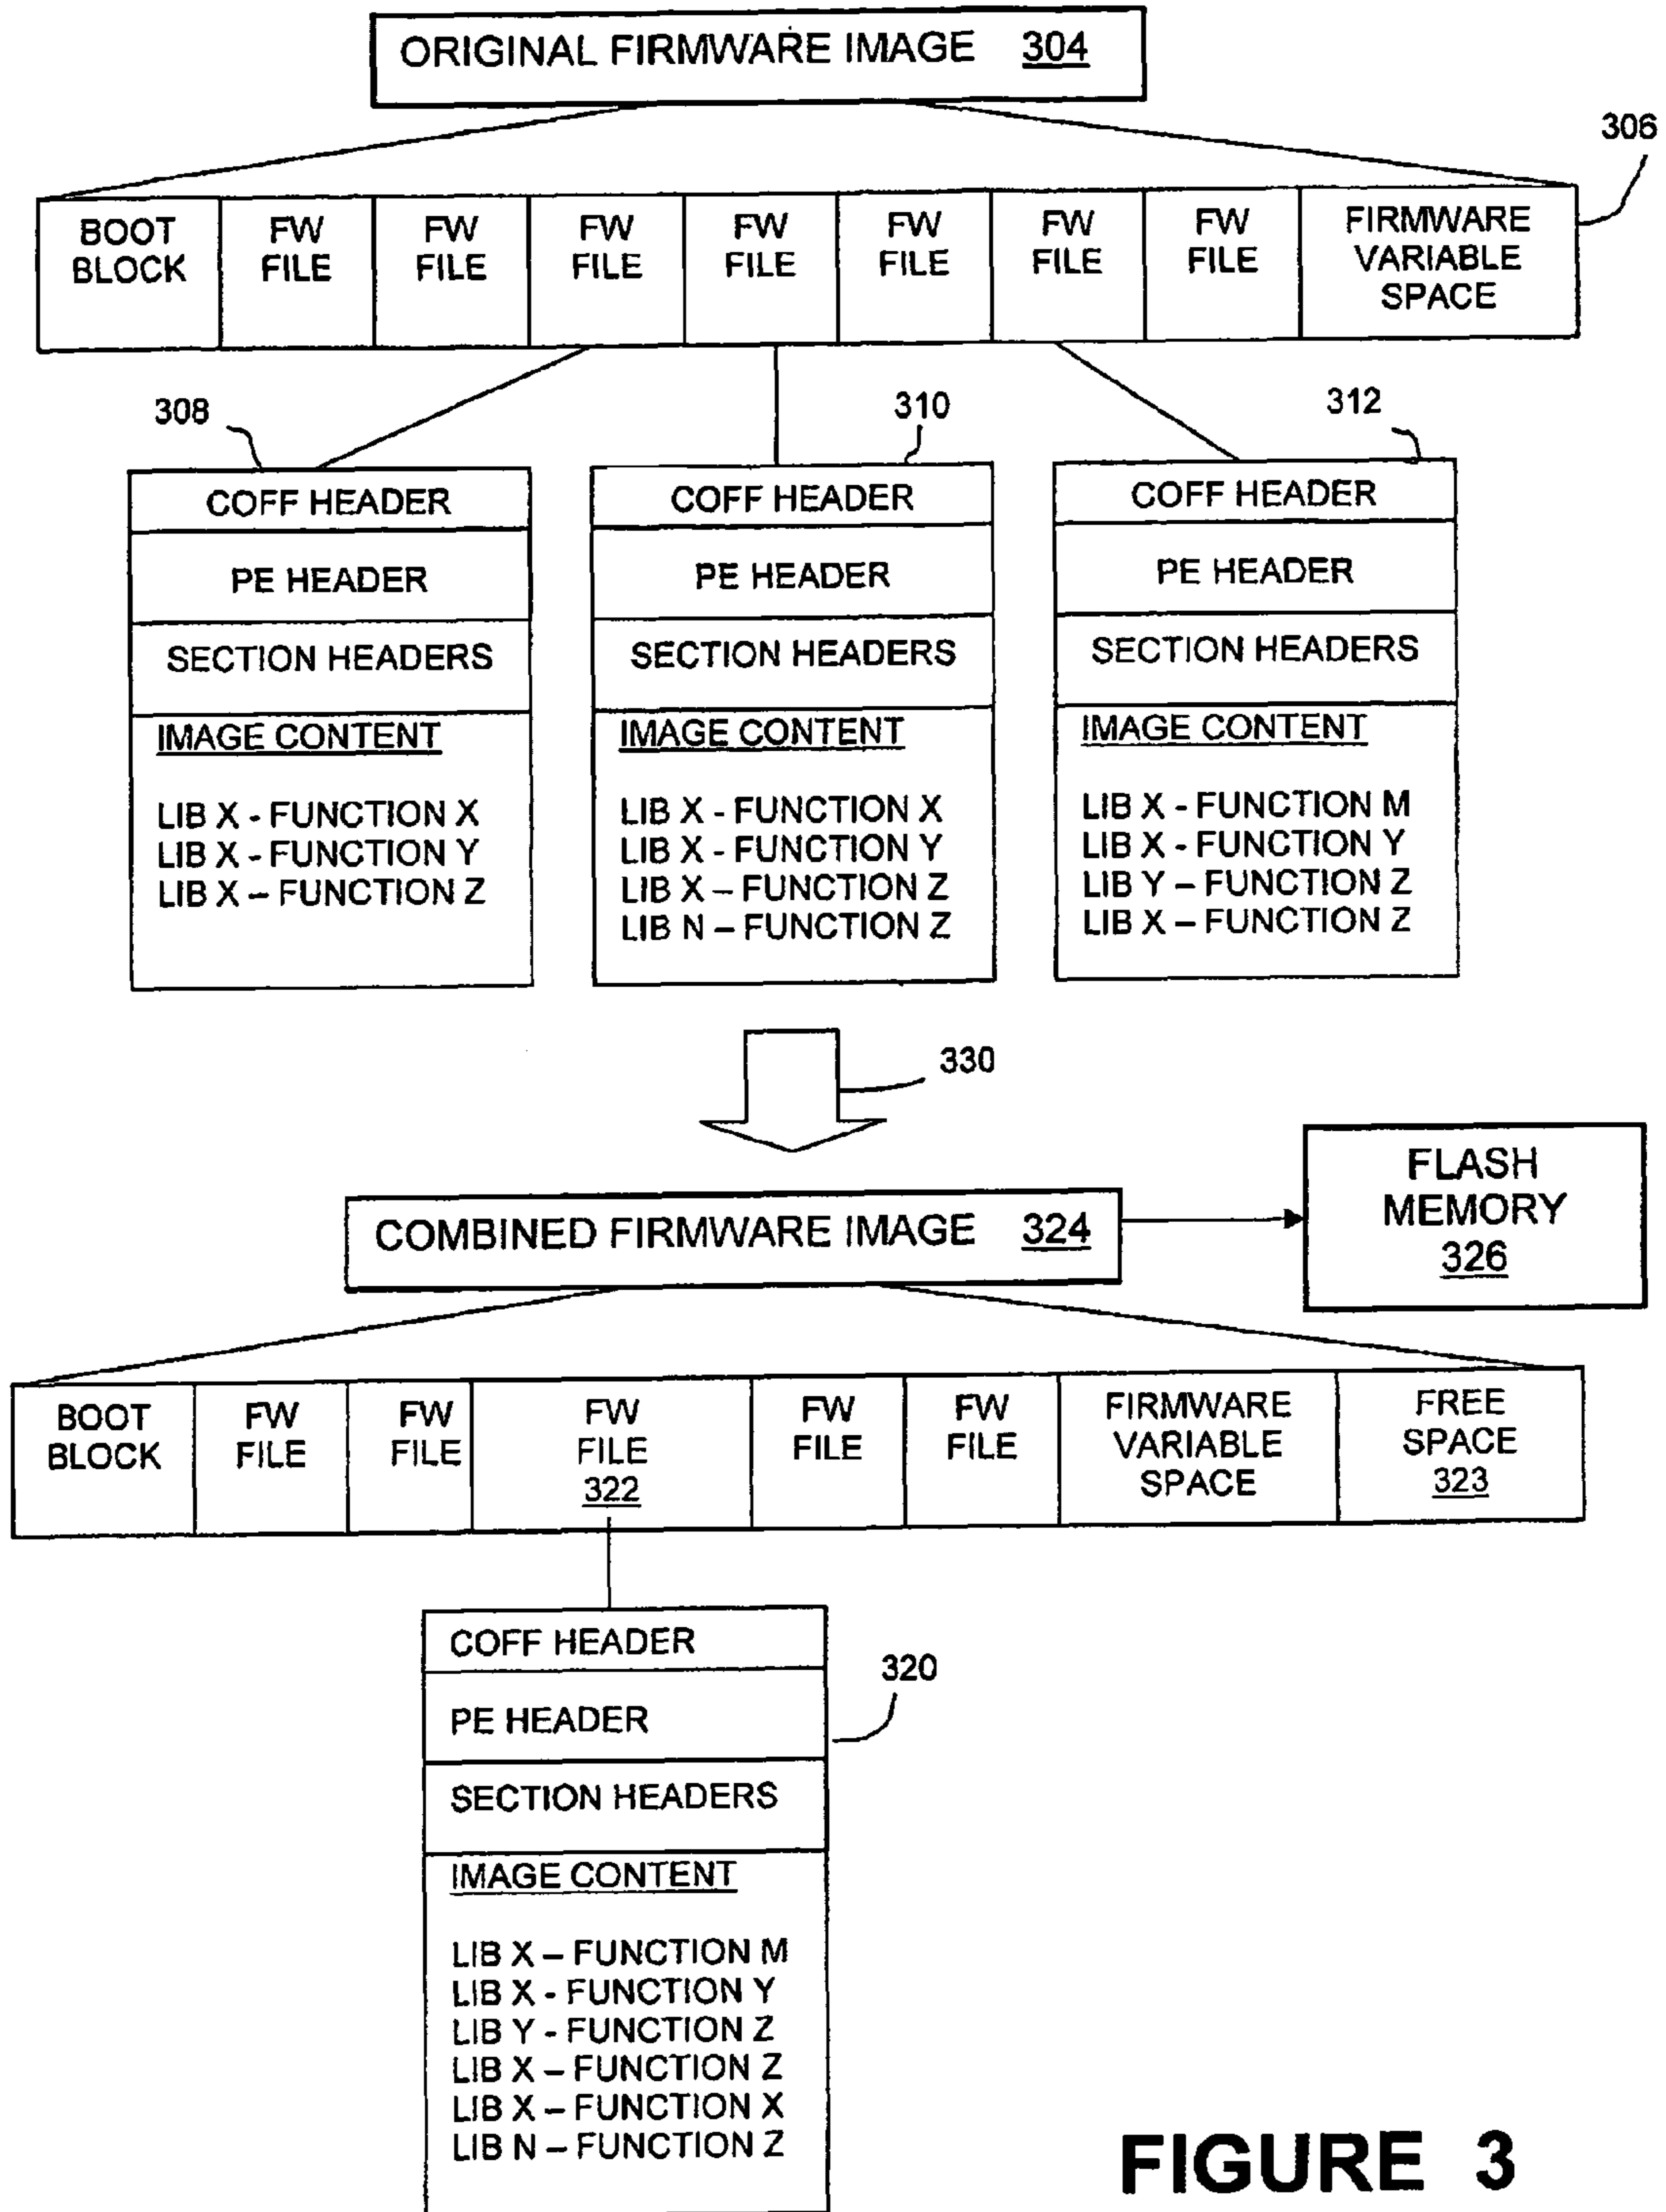 ORIGINAL FIRMWARE IMAGE 304
306
BOOT BLOCK
FW FILE
FW FILE
FW FILE
FW FILE
FW FILE
FW FILE
FW FILE
FIRMWARE VARIABLE SPACE
308
310
312
COFF HEADER
PE HEADER
SECTION HEADERS
IMAGE CONTENT
LIB X - FUNCTION X
LIB X - FUNCTION Y
LIB X – FUNCTION Z
COFF HEADER
PE HEADER
SECTION HEADERS
IMAGE CONTENT
LIB X - FUNCTION X
LIB X - FUNCTION Y
LIB X – FUNCTION Z
LIB N – FUNCTION Z
COFF HEADER
PE HEADER
SECTION HEADERS
IMAGE CONTENT
LIB X - FUNCTION M
LIB X - FUNCTION Y
LIB Y – FUNCTION Z
LIB X – FUNCTION Z
330
COMBINED FIRMWARE IMAGE 324
FLASH
MEMORY
326
BOOT BLOCK
FW FILE
FW FILE
FW FILE 322
FW FILE
FW FILE
FIRMWARE VARIABLE SPACE
FREE SPACE 323
COFF HEADER
320
PE HEADER
SECTION HEADERS
IMAGE CONTENT
LIB X – FUNCTION M
LIB X - FUNCTION Y
LIB Y - FUNCTION Z
LIB X – FUNCTION Z
LIB X – FUNCTION X
LIB N – FUNCTION Z
FIGURE 3